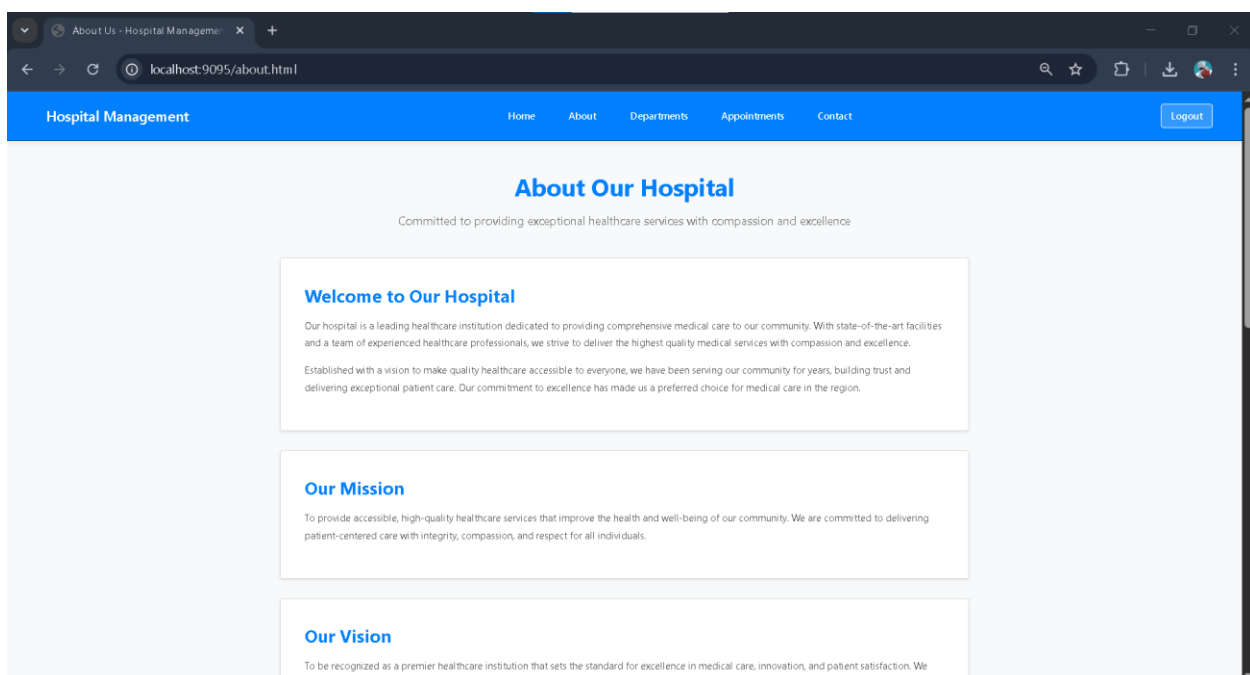 About Us - Hospital Managemen
localhost:9095/about.html
Hospital Management
Home About Departments Appointments Contact
Logout
About Our Hospital
Committed to providing exceptional healthcare services with compassion and excellence
Welcome to Our Hospital
Our hospital is a leading healthcare institution dedicated to providing comprehensive medical care to our community. With state-of-the-art facilities
and a team of experienced healthcare professionals, we strive to deliver the highest quality medical services with compassion and excellence.
Established with a vision to make quality healthcare accessible to everyone, we have been serving our community for years, building trust and
delivering exceptional patient care. Our commitment to excellence has made us a preferred choice for medical care in the region.
Our Mission
To provide accessible, high-quality healthcare services that improve the health and well-being of our community. We are committed to delivering
patient-centered care with integrity, compassion, and respect for all individuals.
Our Vision
To be recognized as a premier healthcare institution that sets the standard for excellence in medical care, innovation, and patient satisfaction. We